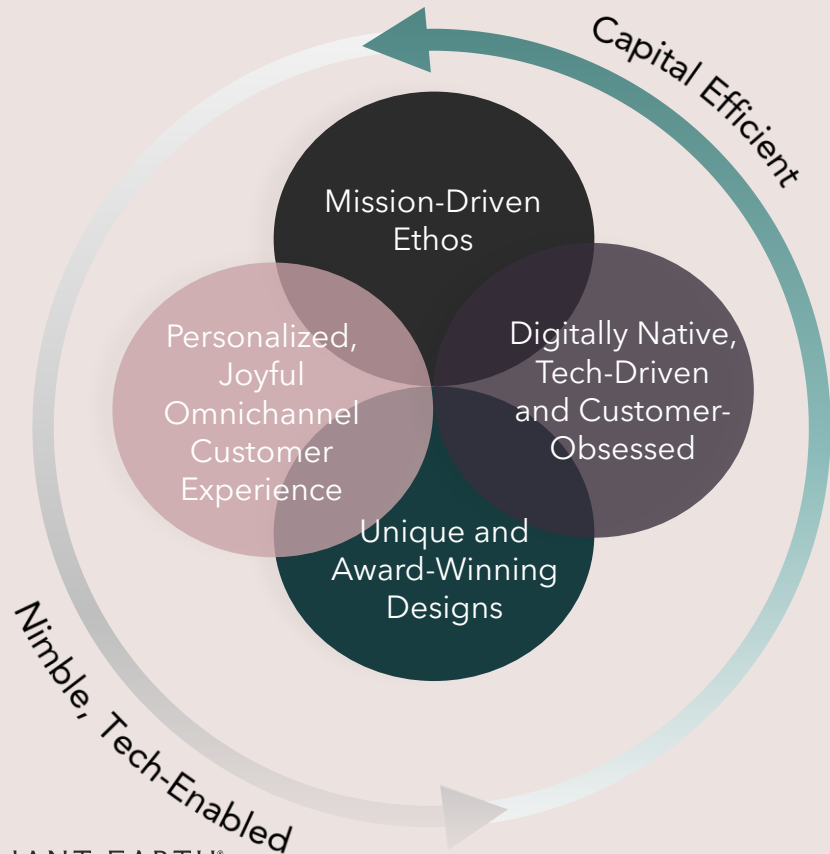 Capital Efficient
Mission-Driven
Ethos
Personalized,
Joyful
Omnichannel
Customer
Experience
Digitally Native,
Tech-Driven
and Customer-
Obsessed
Unique and
Award-Winning
Designs
Nimble, Tech-Enabled
EARTH®